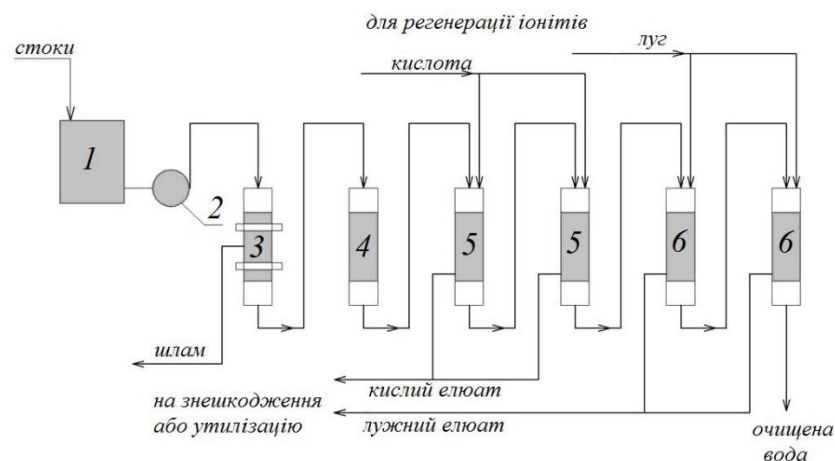 для регенерації іонітів
стоки
кислота
луг
1
2
3
4
5
5
6
6
шлам
кислий елюат
на знешкодження
або утилізацію
лужний елюат
очищена
вода